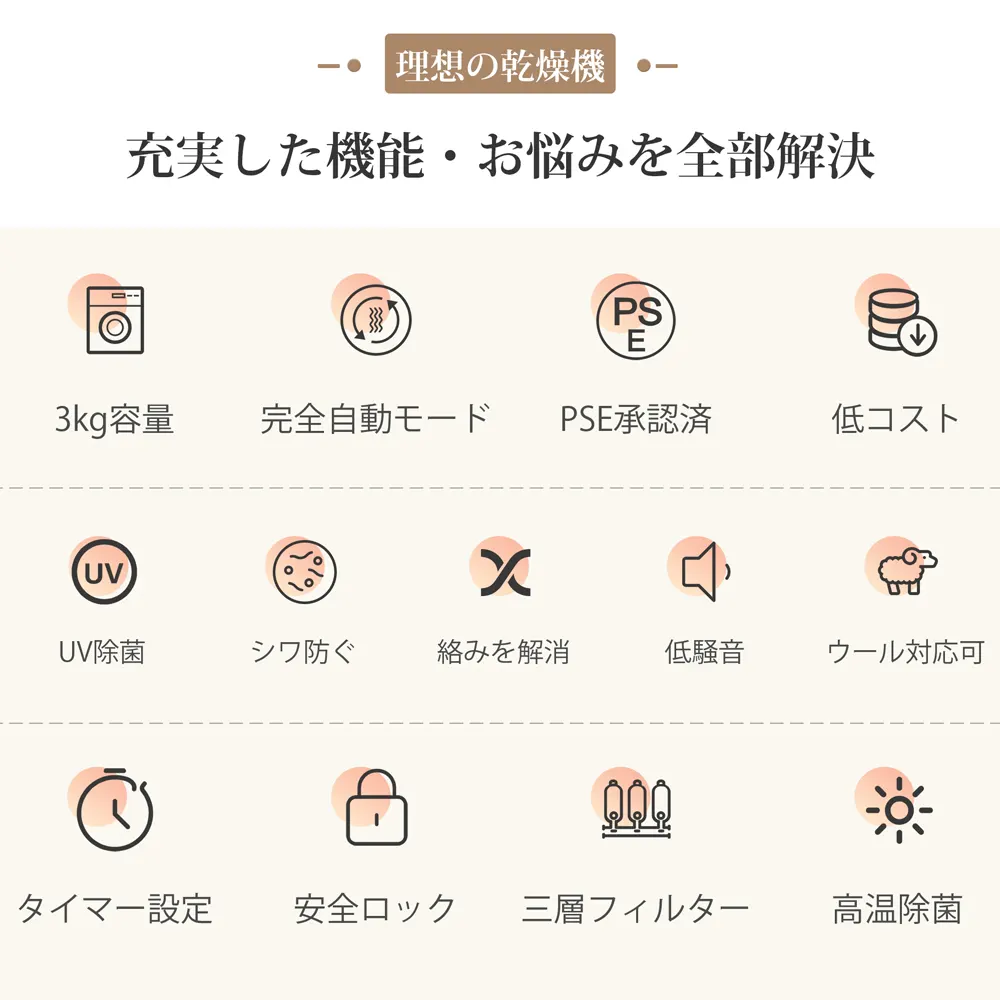 理想の乾燥機
充実した機能・お悩みを全部解決
PS
E
3kg容量
完全自動モード
PSE承認済
低コスト
UV
UV除菌
シワ防ぐ
絡みを解消
低騒音
ウール対応可
タイマー設定
安全ロック
三層フィルター
高温除菌